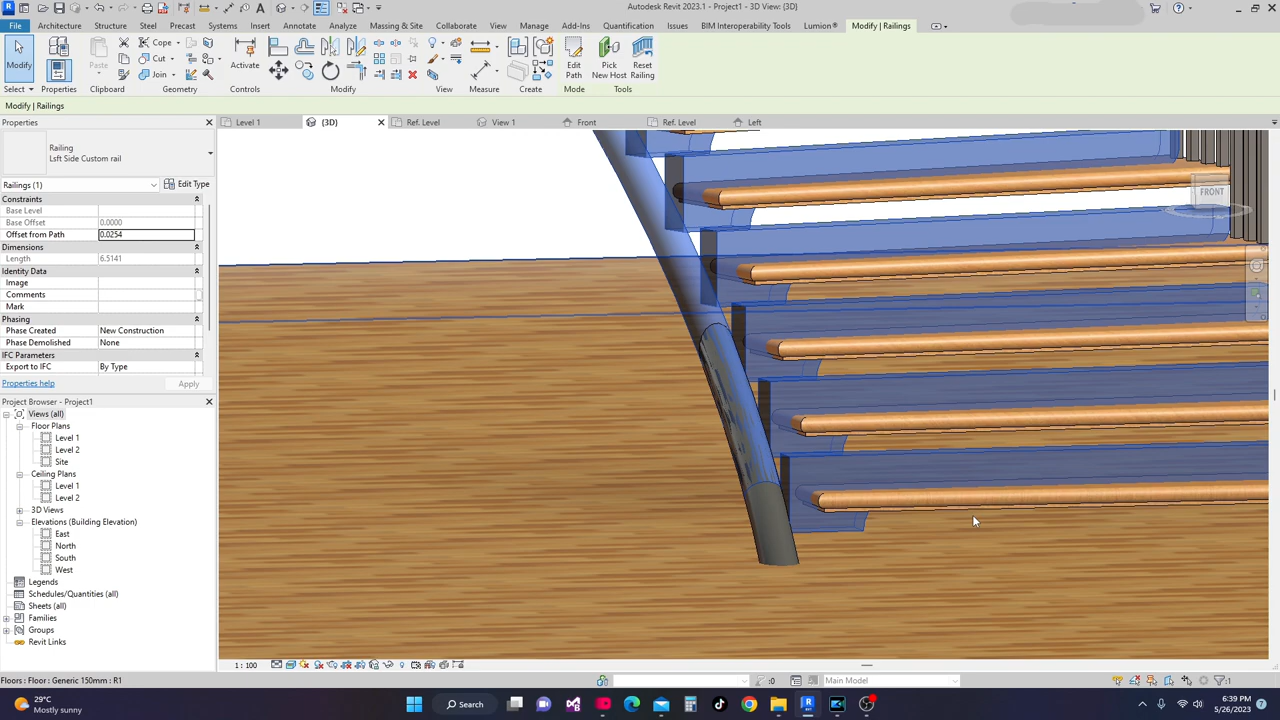 Autodesk Revit 2023.1 - Project1 - 3D View: {3D}
File Architecture Structure Steel Precast Systems Insert Annotate Analyze Massing & Site Collaborate View Manage Add-Ins Quantification Issues BIM Interoperability Tools Lumion® Modify | Railings
Modify Paste Cope Cut Join Activate Edit Path Pick New Host Reset Railing
Select Properties Clipboard Geometry Controls Modify View Measure Create Mode Tools
Modify | Railings
Properties
Level 1 {3D} Ref. Level View 1 Front Ref. Level Left
Railing
Lsft Side Custom rail
Railings (1) Edit Type
Constraints
Base Level
Base Offset 0.0000
Offset from Path 0.0254
Dimensions
Length 6.5141
Identity Data
Image
Comments
Mark
Phasing
Phase Created New Construction
Phase Demolished None
IFC Parameters
Export to IFC By Type
Properties help Apply
Project Browser - Project1
Views (all)
Floor Plans
Level 1
Level 2
Site
Ceiling Plans
Level 1
Level 2
3D Views
Elevations (Building Elevation)
East
North
South
West
Legends
Schedules/Quantities (all)
Sheets (all)
Families
Groups
Revit Links
FRONT
1 : 100
Floors : Floor : Generic 150mm : R1
:0
Main Model
:1
29°C
Mostly sunny
Search
6:39 PM
5/26/2023